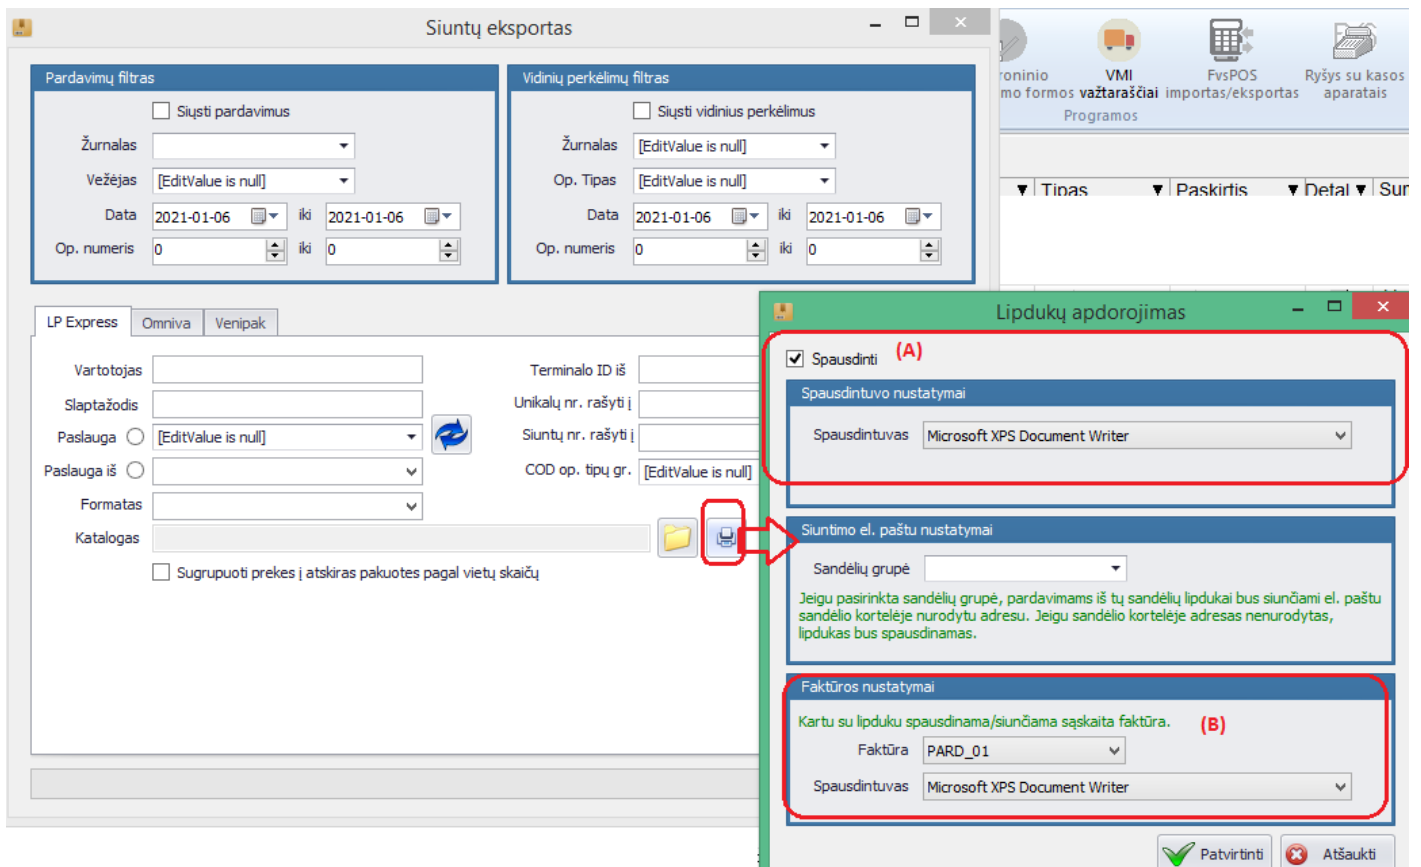 Siuntų eksportas
Pardavimų filtras
Siųsti pardavimus
Žurnalas
Vežėjas [EditValue is null]
Data 2021-01-06 iki 2021-01-06
Op. numeris 0 iki 0
Vidinių perkėlimų filtras
Siųsti vidinius perkėlimus
Žurnalas [EditValue is null]
Op. Tipas [EditValue is null]
Data 2021-01-06 iki 2021-01-06
Op. numeris 0 iki 0
VMI FvsPOS Ryšys su kasos
mo formos važtaraščiai importas/eksportas aparatais
Programos
Tipas Paskirtis Detal Sur
LP Express Omniva Venipak
Vartotojas
Slaptažodis
Paslauga [EditValue is null]
Paslauga iš
Formatas
Katalogas
Sugrupuoti prekes į atskiras pakuotes pagal vietų skaičų
Terminalo ID iš
Unikalų nr. rašyti į
Siuntų nr. rašyti į
COD op. tipų gr. [EditValue is null]
Lipdukų apdorojimas
Spausdinti (A)
Spausdintuvo nustatymai
Spausdintuvas Microsoft XPS Document Writer
Siuntimo el. paštu nustatymai
Sandėlių grupė
Jeigu pasirinkta sandėlių grupė, pardavimams iš tų sandėlių lipdukai bus siunčiami el. paštu
sandėlio kortelėje nurodytu adresu. Jeigu sandėlio kortelėje adresas nenurodytas,
lipdukas bus spausdinamas.
Faktūros nustatymai
Kartu su lipduku spausdinama/siunčiama sąskaita faktūra. (B)
Faktūra PARD_01
Spausdintuvas Microsoft XPS Document Writer
Patvirtinti Atšaukti